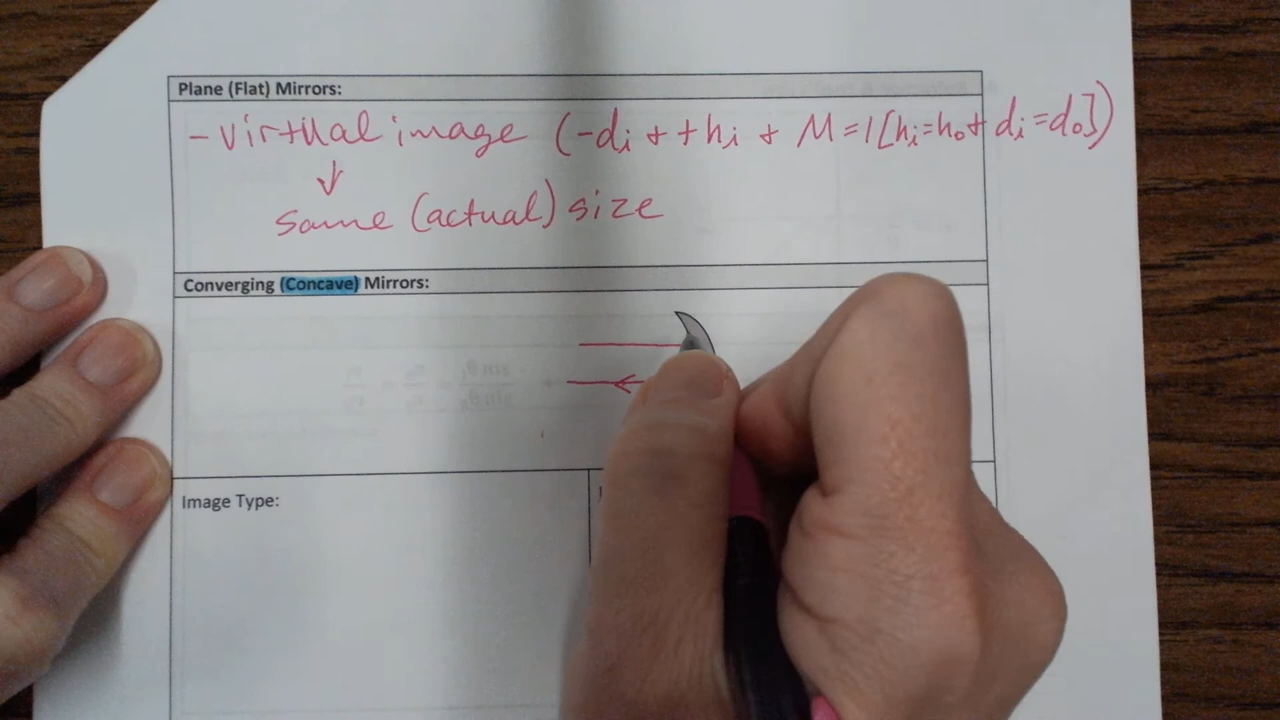 Plane (Flat) Mirrors:
- virtual image (-di + +hi + M=1[hi=ho+ di=do])
↓
same (actual) size
Converging (Concave) Mirrors:
Image Type: